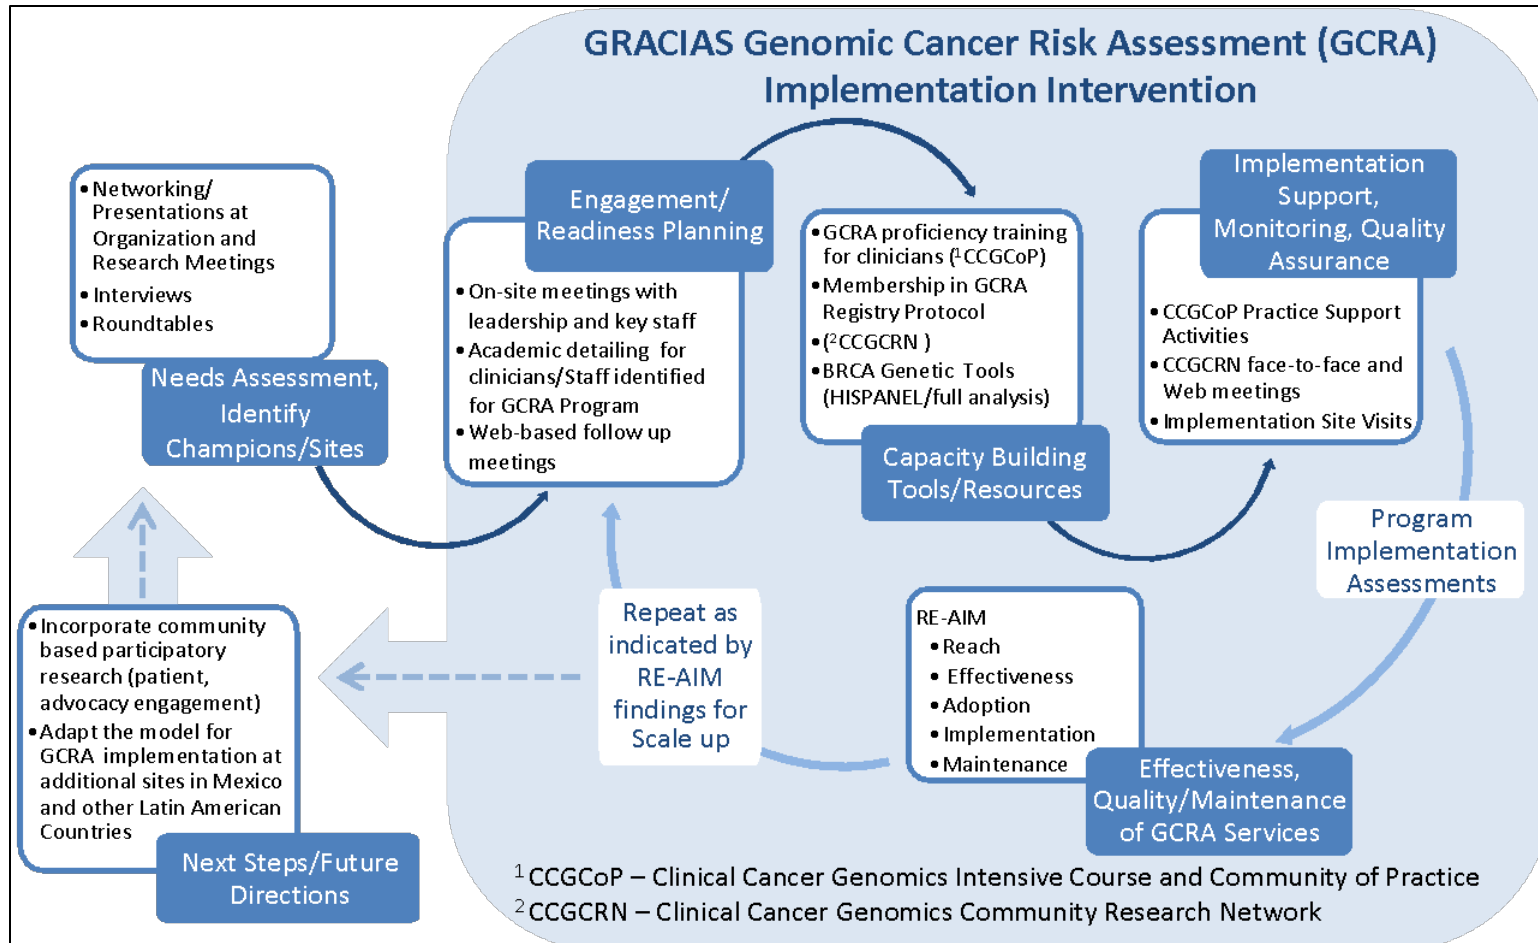 GRACIAS Genomic Cancer Risk Assessment (GCRA)
Implementation Intervention
•Networking/
Presentations at
Organization and
Research Meetings
•Interviews
•Roundtables
Needs Assessment,
Identify
Champions/Sites
Engagement/
Readiness Planning
•On-site meetings with
leadership and key staff
•Academic detailing for
clinicians/Staff identified
for GCRA Program
•Web-based follow up
meetings
•GCRA proficiency training
for clinicians (¹CCGCoP)
•Membership in GCRA
Registry Protocol
•(²CCGCRN )
•BRCA Genetic Tools
(HISPANEL/full analysis)
Capacity Building
Tools/Resources
Implementation
Support,
Monitoring, Quality
Assurance
•CCGCoP Practice Support
Activities
•CCGCRN face-to-face and
Web meetings
•Implementation Site Visits
Program
Implementation
Assessments
RE-AIM
•Reach
•Effectiveness
•Adoption
•Implementation
•Maintenance
Effectiveness,
Quality/Maintenance
of GCRA Services
Repeat as
indicated by
RE-AIM
findings for
Scale up
•Incorporate community
based participatory
research (patient,
advocacy engagement)
•Adapt the model for
GCRA implementation at
additional sites in Mexico
and other Latin American
Countries
Next Steps/Future
Directions
¹ CCGCoP – Clinical Cancer Genomics Intensive Course and Community of Practice
² CCGCRN – Clinical Cancer Genomics Community Research Network